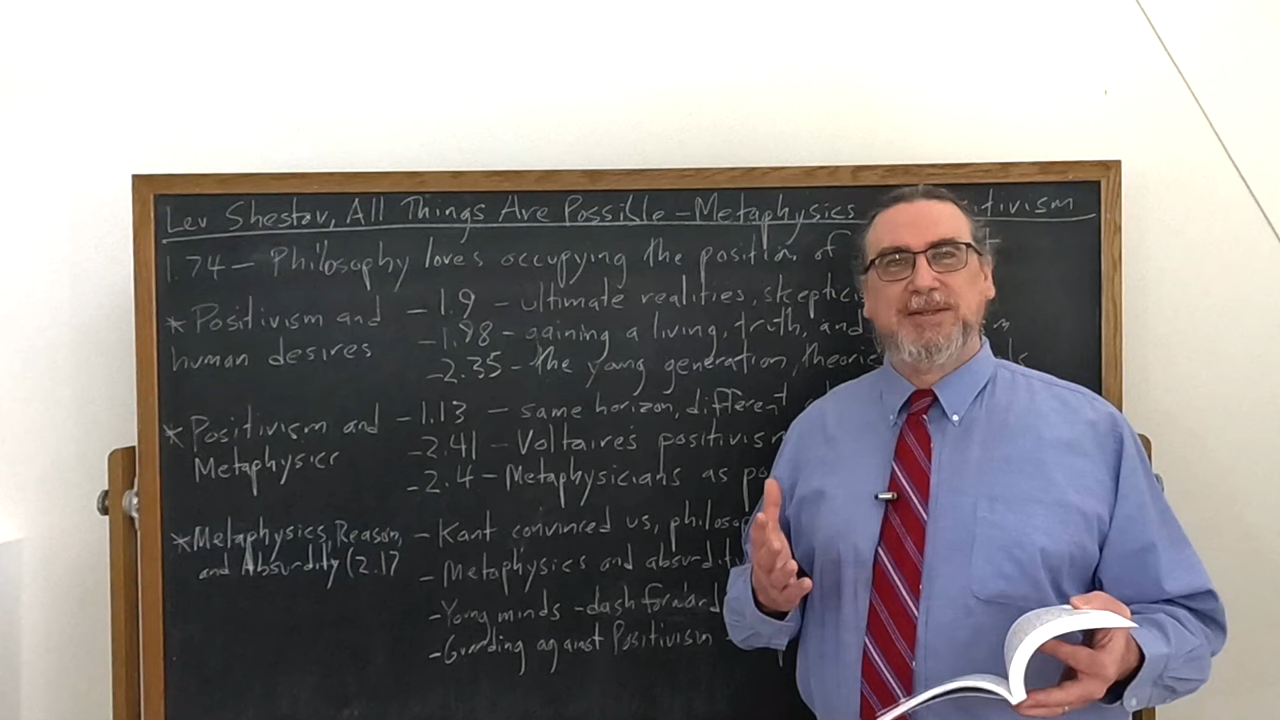 Lev Shestov, All Things Are Possible - Metaphysics itivism
1.74 - Philosophy loves occupying the position of
* Positivism and - 1.9 - ultimate realities, skeptic
human desires - 1.98 - gaining a living, truth, and
- 2.35 - the young generation, theorie
* Positivism and - 1.13 - same horizon, different
Metaphysics - 2.41 - Voltaire's positivism
- 2.4 - Metaphysicians as po
* Metaphysics, Reason, - Kant convinced us, philosop
and Absurdity (2.17 - Metaphysics and absurdit
- Young minds - dash forward
- Guarding against Positivism -